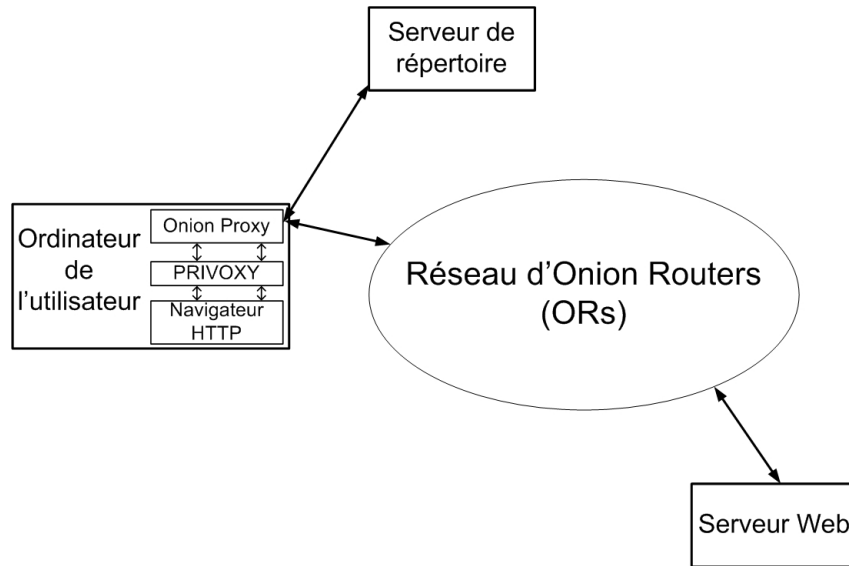 Serveur de
répertoire
Ordinateur
de
l'utilisateur
Onion Proxy
PRIVOXY
Navigateur
HTTP
Réseau d'Onion Routers
(ORs)
Serveur Web